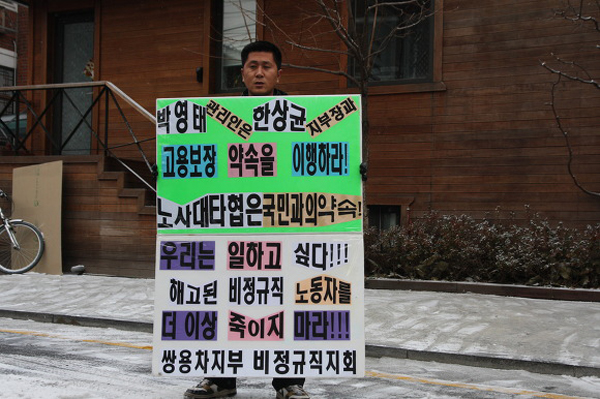 박영태 관리인은 한상균 지부장과
고용보장 약속을 이행하라!
노사대타협은 국민과의 약속!
우리는 일하고 싶다!!!
해고된 비정규직 노동자를
더 이상 죽이지 마라!!!
쌍용차지부 비정규직지회